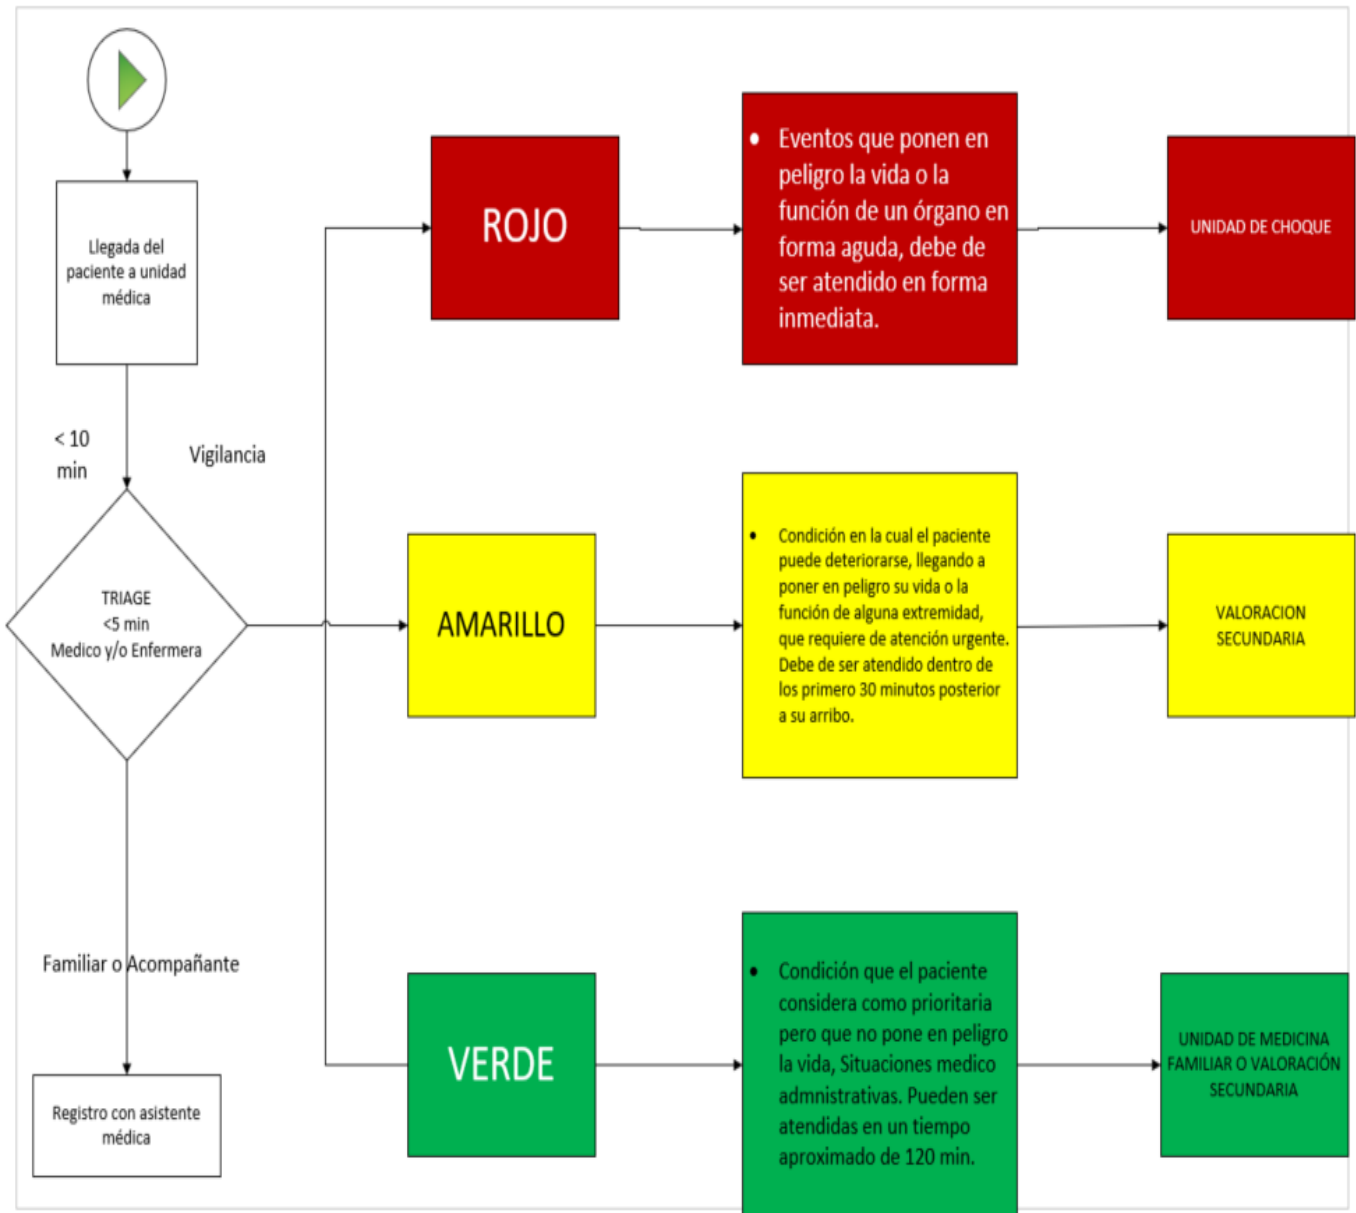 Llegada del
paciente a unidad
médica
< 10
min
Vigilancia
TRIAGE
<5 min
Medico y/o Enfermera
Familiar o Acompañante
Registro con asistente
médica
ROJO
• Eventos que ponen en
peligro la vida o la
función de un órgano en
forma aguda, debe de
ser atendido en forma
inmediata.
UNIDAD DE CHOQUE
AMARILLO
• Condición en la cual el paciente
puede deteriorarse, llegando a
poner en peligro su vida o la
función de alguna extremidad,
que requiere de atención urgente.
Debe de ser atendido dentro de
los primero 30 minutos posterior
a su arribo.
VALORACION
SECUNDARIA
VERDE
• Condición que el paciente
considera como prioritaria
pero que no pone en peligro
la vida, Situaciones medico
admnistrativas. Pueden ser
atendidas en un tiempo
aproximado de 120 min.
UNIDAD DE MEDICINA
FAMILIAR O VALORACIÓN
SECUNDARIA